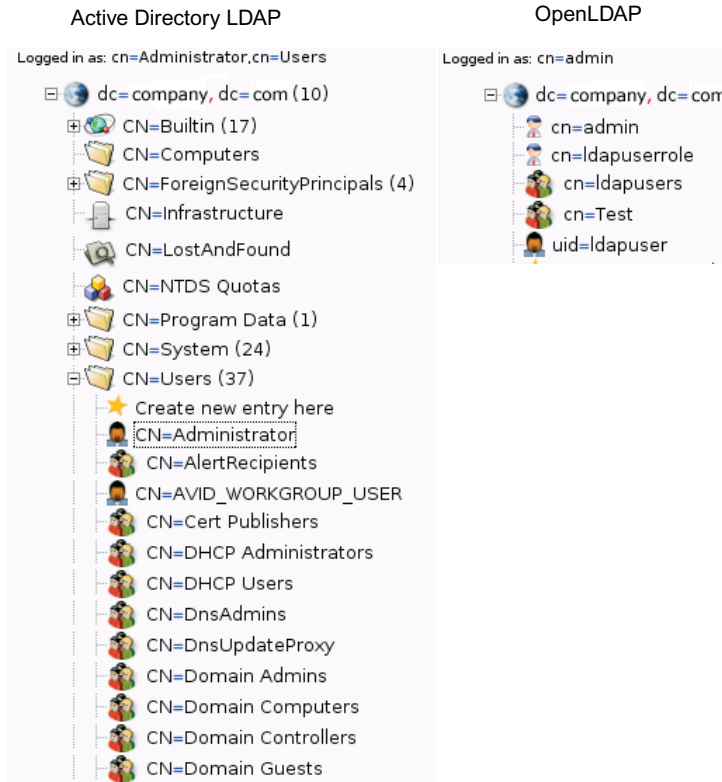 Active Directory LDAP
Logged in as: cn=Administrator,cn=Users
dc=company, dc=com (10)
CN=Builtin (17)
CN=Computers
CN=ForeignSecurityPrincipals (4)
CN=Infrastructure
CN=LostAndFound
CN=NTDS Quotas
CN=Program Data (1)
CN=System (24)
CN=Users (37)
Create new entry here
CN=Administrator
CN=AlertRecipients
CN=AVID_WORKGROUP_USER
CN=Cert Publishers
CN=DHCP Administrators
CN=DHCP Users
CN=DnsAdmins
CN=DnsUpdateProxy
CN=Domain Admins
CN=Domain Computers
CN=Domain Controllers
CN=Domain Guests
OpenLDAP
Logged in as: cn=admin
dc=company, dc=com
cn=admin
cn=ldapuserrole
cn=ldapusers
cn=Test
uid=ldapuser